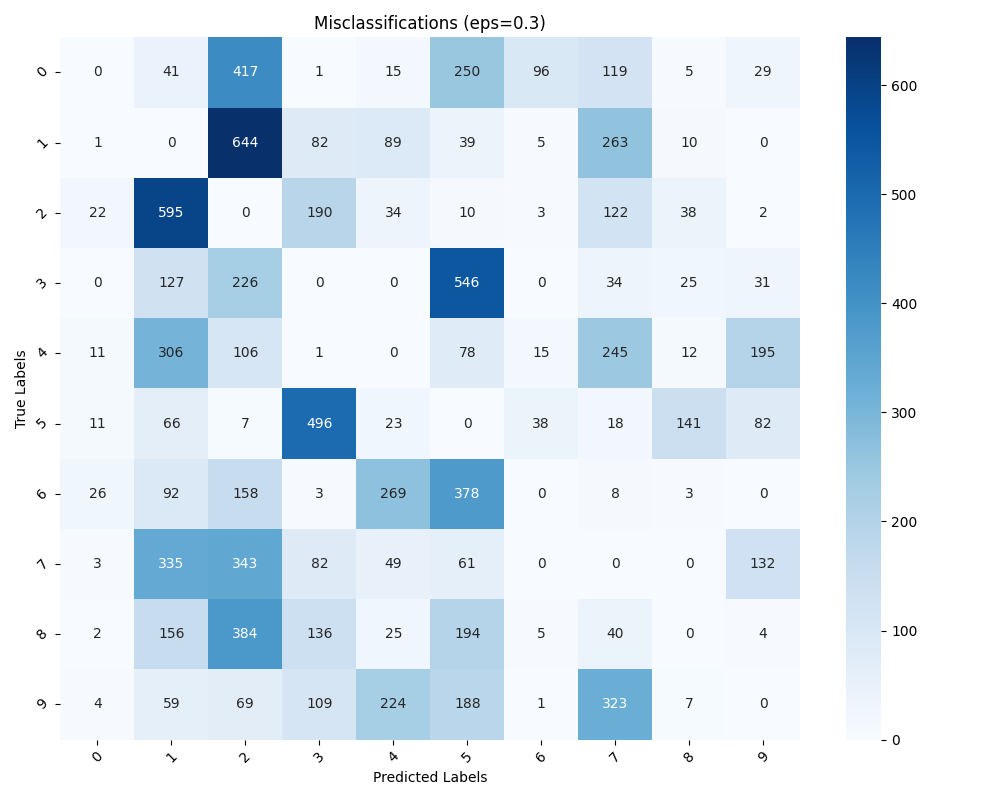 Misclassifications (eps=0.3)
True Labels
0 0 41 417 1 15 250 96 119 5 29
1 1 0 644 82 89 39 5 263 10 0
2 22 595 0 190 34 10 3 122 38 2
3 0 127 226 0 0 546 0 34 25 31
4 11 306 106 1 0 78 15 245 12 195
5 11 66 7 496 23 0 38 18 141 82
6 26 92 158 3 269 378 0 8 3 0
7 3 335 343 82 49 61 0 0 0 132
8 2 156 384 136 25 194 5 40 0 4
9 4 59 69 109 224 188 1 323 7 0
0 1 2 3 4 5 6 7 8 9
Predicted Labels
600
500
400
300
200
100
0